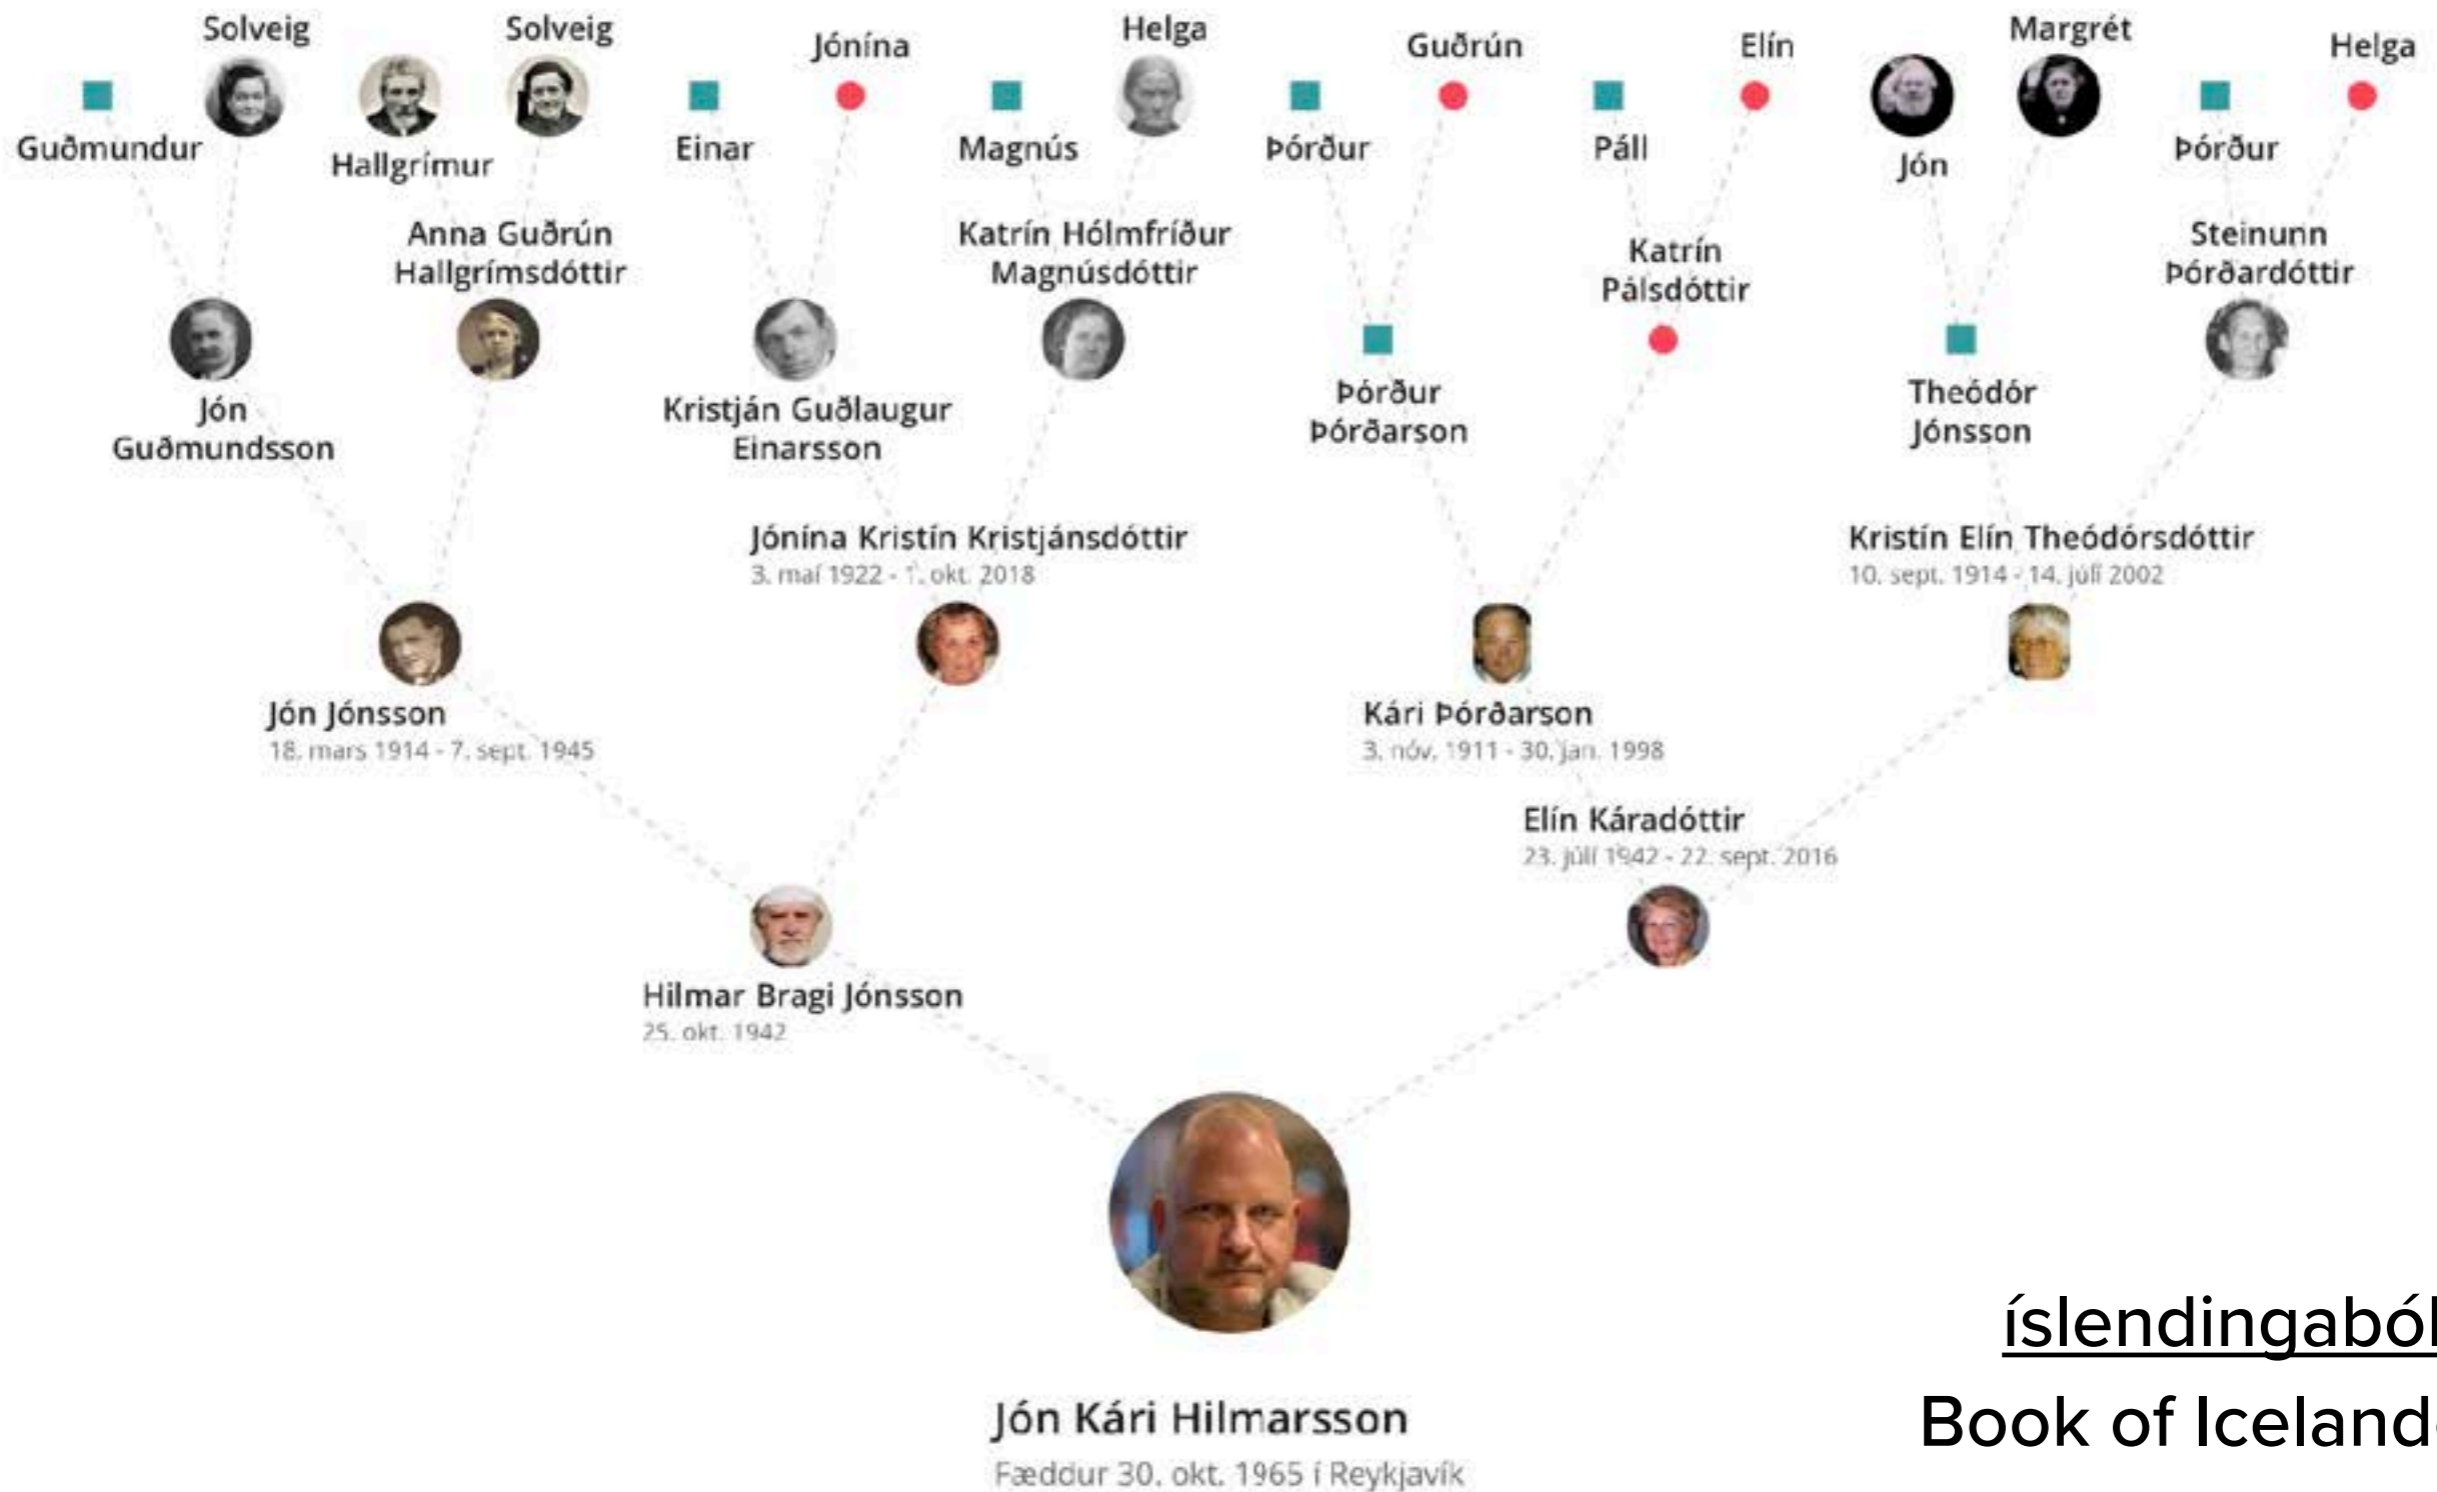 Solveig
Solveig
Jónína
Helga
Guðrún
Elín
Margrét
Helga
Guðmundur
Hallgrímur
Einar
Magnús
Þórður
Páll
Jón
Þórður
Anna Guðrún
Hallgrímsdóttir
Katrín Hólmfríður
Magnúsdóttir
Katrín
Pálsdóttir
Steinunn
Þórðardóttir
Jón
Guðmundsson
Kristján Guðlaugur
Einarsson
Þórður
Þórðarson
Theódór
Jónsson
Jónína Kristín Kristjánsdóttir
3. maí 1922 - 1. okt. 2018
Kristín Elín Theódórsdóttir
10. sept. 1914 - 14. júlí 2002
Jón Jónsson
18. mars 1914 - 7. sept. 1945
Kári Þórðarson
3. nóv. 1911 - 30. jan. 1998
Elín Káradóttir
23. júlí 1942 - 22. sept. 2016
Hilmar Bragi Jónsson
25. okt. 1942
Jón Kári Hilmarsson
Fæddur 30. okt. 1965 í Reykjavík
íslendingaból
Book of Iceland